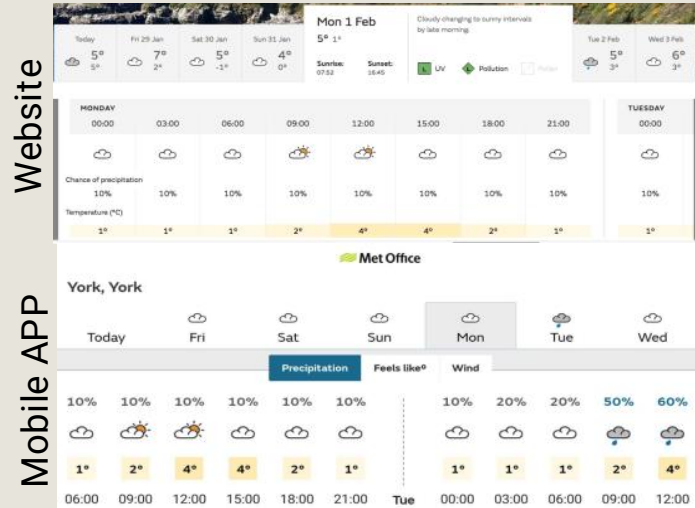 Website
Today Fri 29 Jan Sat 30 Jan Sun 31 Jan Mon 1 Feb Cloudy changing to sunny intervals by late morning. Tue 2 Feb Wed 3 Feb
5° 5° 7° 2° 5° -1° 4° 0° 5° 1° 5° 3° 6° 3°
Sunrise: 07:52 Sunset: 16:45 L UV L Pollution Pollen
MONDAY TUESDAY
00:00 03:00 06:00 09:00 12:00 15:00 18:00 21:00 00:00
Chance of precipitation
10% 10% 10% 10% 10% 10% 10% 10% 10%
Temperature (°C)
1° 1° 1° 2° 4° 4° 2° 1° 1°
Mobile APP
Met Office
York, York
Today Fri Sat Sun Mon Tue Wed
Precipitation Feels like° Wind
10% 10% 10% 10% 10% 10% 10% 20% 20% 50% 60%
1° 2° 4° 4° 2° 1° 1° 1° 1° 2° 4°
06:00 09:00 12:00 15:00 18:00 21:00 Tue 00:00 03:00 06:00 09:00 12:00